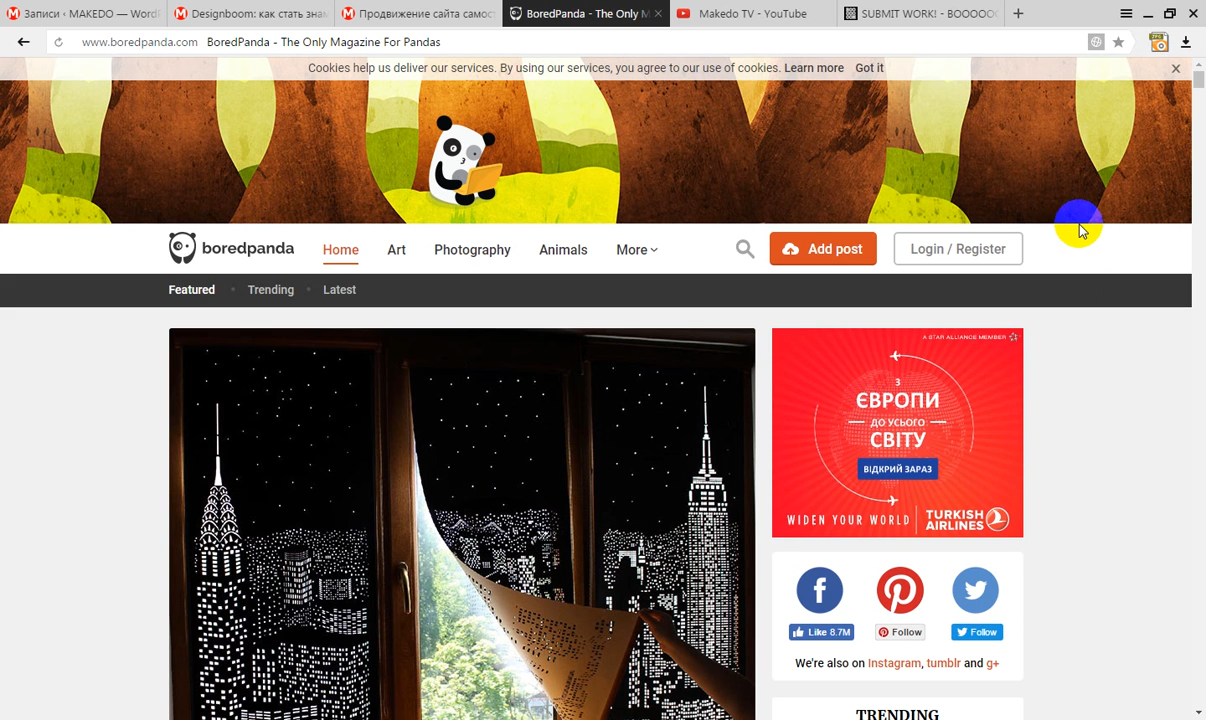 Записи ‹ MAKEDO — Word
Designboom: как стать зна
Продвижение сайта самос
BoredPanda - The Only M
Makedo TV - YouTube
SUBMIT WORK! - BOOOOO
www.boredpanda.com BoredPanda - The Only Magazine For Pandas
Cookies help us deliver our services. By using our services, you agree to our use of cookies. Learn more Got it
boredpanda
Home
Art
Photography
Animals
More
Add post
Login / Register
Featured • Trending • Latest
A STAR ALLIANCE MEMBER
З
ЄВРОПИ
ДО УСЬОГО
СВІТУ
ВІДКРИЙ ЗАРАЗ
WIDEN YOUR WORLD
TURKISH
AIRLINES
Like 8.7M
Follow
Follow
We're also on Instagram, tumblr and g+
TRENDING